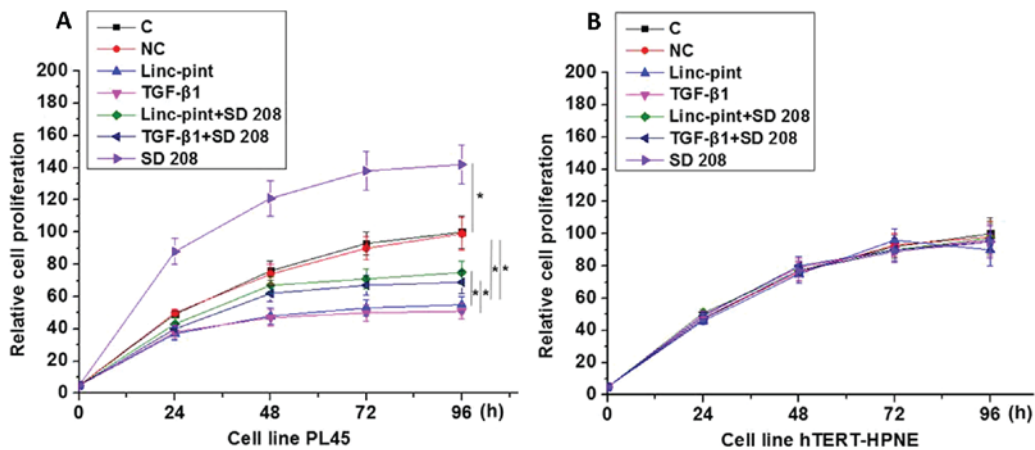 A
C
NC
Linc-pint
TGF-β1
Linc-pint+SD 208
TGF-β1+SD 208
SD 208
Relative cell proliferation
200
180
160
140
120
100
80
60
40
20
0
*
* *
* *
0 24 48 72 96 (h)
Cell line PL45
B
C
NC
Linc-pint
TGF-β1
Linc-pint+SD 208
TGF-β1+SD 208
SD 208
Relative cell proliferation
200
180
160
140
120
100
80
60
40
20
0
0 24 48 72 96 (h)
Cell line hTERT-HPNE